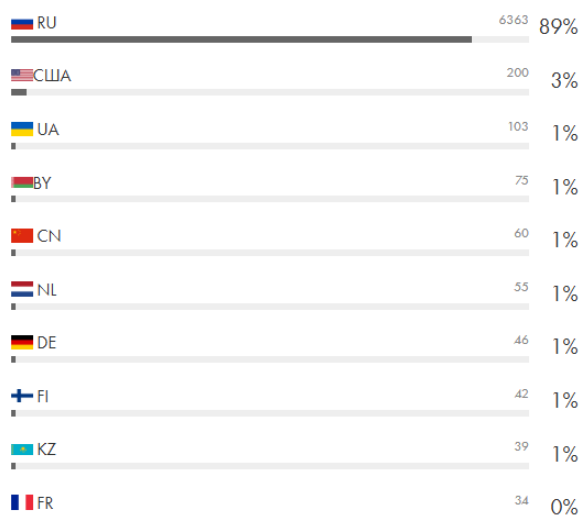 RU 6363 89%
США 200 3%
UA 103 1%
BY 75 1%
CN 60 1%
NL 55 1%
DE 46 1%
FI 42 1%
KZ 39 1%
FR 34 0%